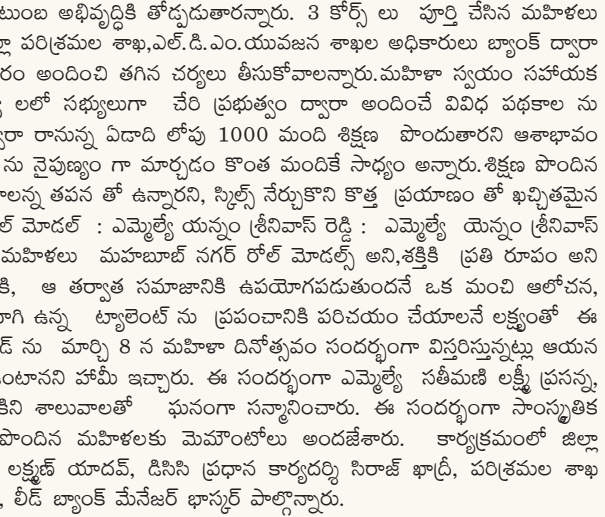 టుంబ అభివృద్ధికి తోడ్పడుతారన్నారు. 3 కోర్స్ లు పూర్తి చేసిన మహిళలు
ల్లా పరిశ్రమల శాఖ,ఎల్.డి.ఎం.యువజన శాఖల అధికారులు బ్యాంక్ ద్వారా
రం అందించి తగిన చర్యలు తీసుకోవాలన్నారు.మహిళా స్వయం సహాయక
లలో సభ్యులుగా చేరి ప్రభుత్వం ద్వారా అందించే వివిధ పథకాల ను
రా రానున్న ఏడాది లోపు 1000 మంది శిక్షణ పొందుతారని ఆశాభావం
ను నైపుణ్యం గా మార్చడం కొంత మందికే సాధ్యం అన్నారు.శిక్షణ పొందిన
లన్న తపన తో ఉన్నారని, స్కిల్స్ నేర్చుకొని కొత్త ప్రయాణం తో ఖచ్చితమైన
ల్ మోడల్ : ఎమ్మెల్యే యన్నం శ్రీనివాస్ రెడ్డి : ఎమ్మెల్యే యెన్నం శ్రీనివాస్
మహిళలు మహబూబ్ నగర్ రోల్ మోడల్స్ అని,శక్తికి ప్రతి రూపం అని
కి, ఆ తర్వాత సమాజానికి ఉపయోగపడుతుందనే ఒక మంచి ఆలోచన,
గి ఉన్న ట్యాలెంట్ ను ప్రపంచానికి పరిచయం చేయాలనే లక్ష్యంతో ఈ
డ్ ను మార్చి 8 న మహిళా దినోత్సవం సందర్భంగా విస్తరిస్తున్నట్లు ఆయన
ంటానని హామీ ఇచ్చారు. ఈ సందర్భంగా ఎమ్మెల్యే సతీమణి లక్ష్మీ ప్రసన్న,
కిని శాలువాలతో ఘనంగా సన్మానించారు. ఈ సందర్భంగా సాంస్కృతిక
పొందిన మహిళలకు మెమొంటోలు అందజేశారు. కార్యక్రమంలో జిల్లా
లక్ష్మణ్ యాదవ్, డిసిసి ప్రధాన కార్యదర్శి సిరాజ్ ఖాద్రీ, పరిశ్రమల శాఖ
, లీడ్ బ్యాంక్ మేనేజర్ భాస్కర్ పాల్గొన్నారు.